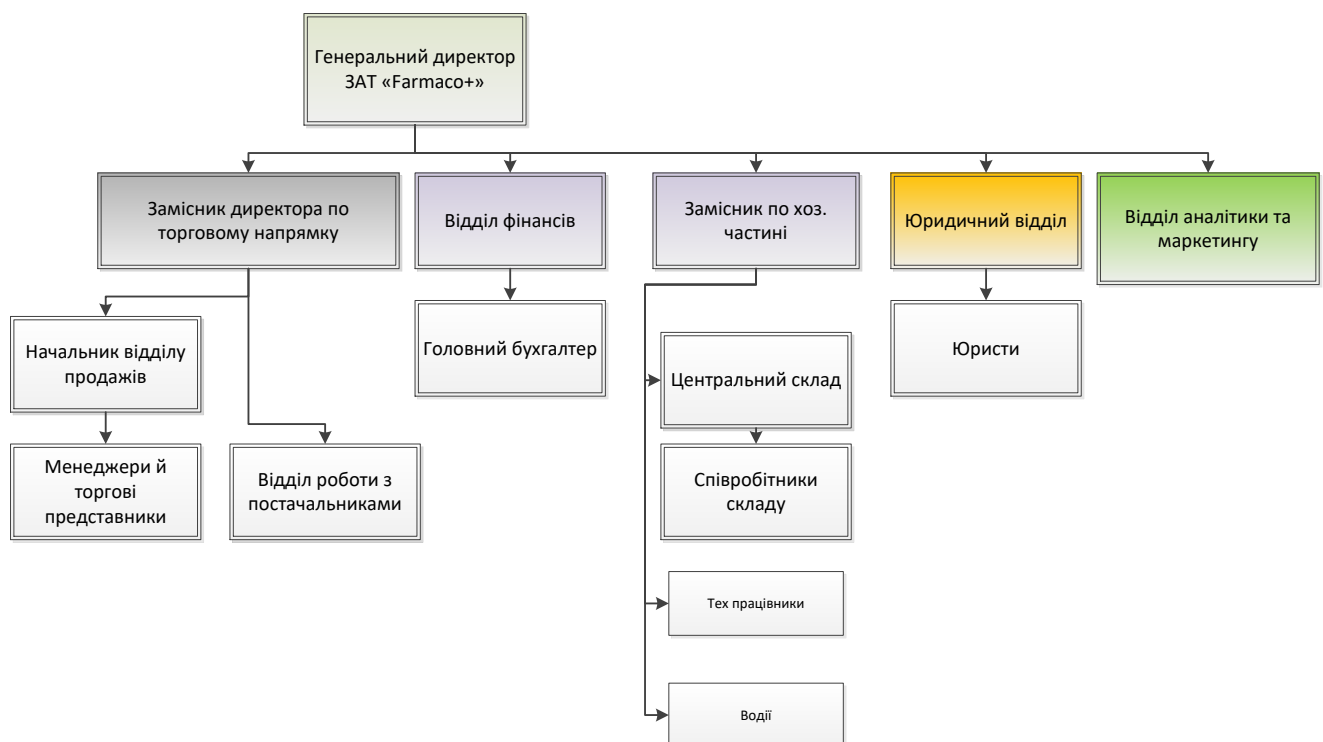 Генеральний директор
ЗАТ «Farmaco+»
Замісник директора по
торговому напрямку
Відділ фінансів
Замісник по хоз.
частині
Юридичний відділ
Відділ аналітики та
маркетингу
Начальник відділу
продажів
Головний бухгалтер
Центральний склад
Юристи
Менеджери й
торгові
представники
Відділ роботи з
постачальниками
Співробітники
складу
Тех працівники
Водії